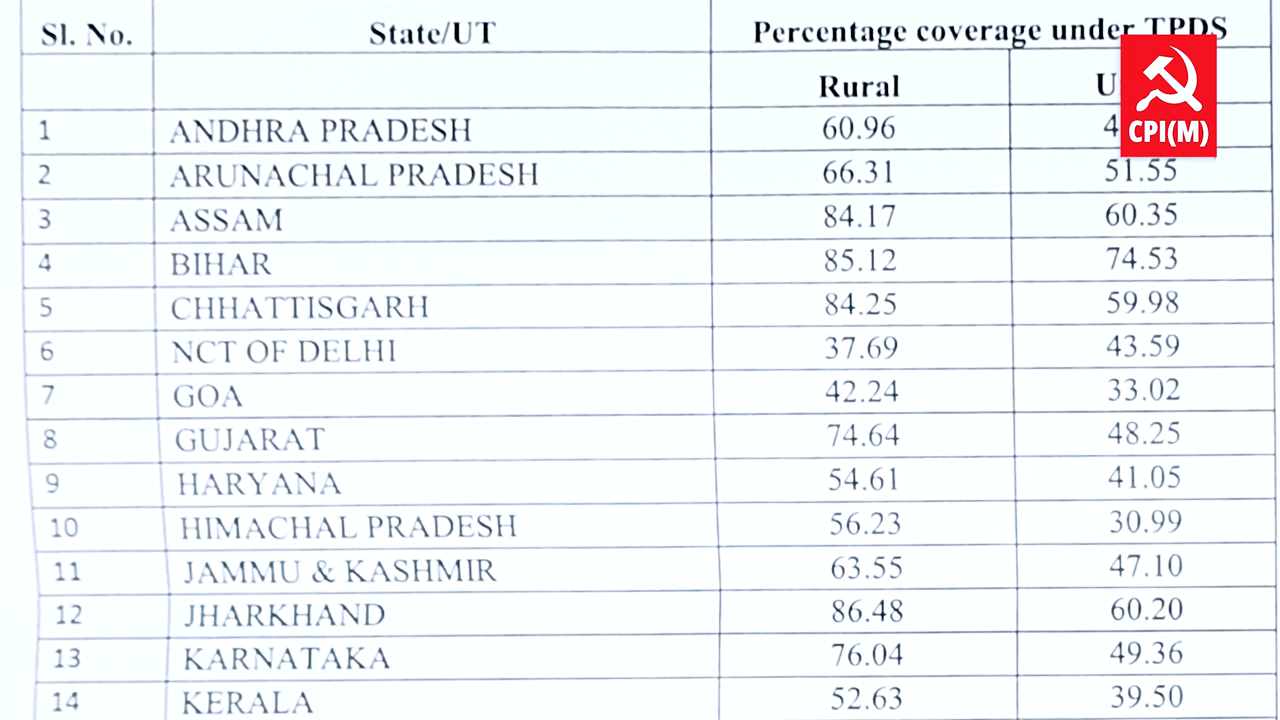 Sl. No. State/UT Percentage coverage under TPDS
Rural
CPI(M)
1 ANDHRA PRADESH 60.96
2 ARUNACHAL PRADESH 66.31 51.55
3 ASSAM 84.17 60.35
4 BIHAR 85.12 74.53
5 CHHATTISGARH 84.25 59.98
6 NCT OF DELHI 37.69 43.59
7 GOA 42.24 33.02
8 GUJARAT 74.64 48.25
9 HARYANA 54.61 41.05
10 HIMACHAL PRADESH 56.23 30.99
11 JAMMU & KASHMIR 63.55 47.10
12 JHARKHAND 86.48 60.20
13 KARNATAKA 76.04 49.36
14 KERALA 52.63 39.50